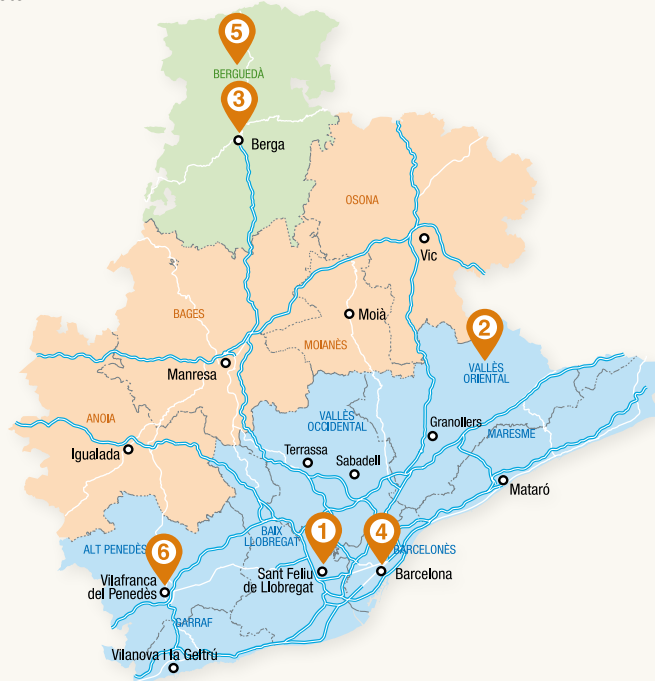 5
BERGUEDÀ
3
Berga
OSONA
Vic
BAGES
Moià
MOIANÈS
2
VALLÈS
ORIENTAL
Manresa
ANOIA
VALLÈS
OCCIDENTAL
Granollers
MARESME
Igualada
Terrassa
Sabadell
Mataró
ALT PENEDÈS
6
BAIX
LLOBREGAT
1
4
BARCELONÈS
Vilafranca
del Penedès
Sant Feliu
de Llobregat
Barcelona
GARRAF
Vilanova i la Geltrú